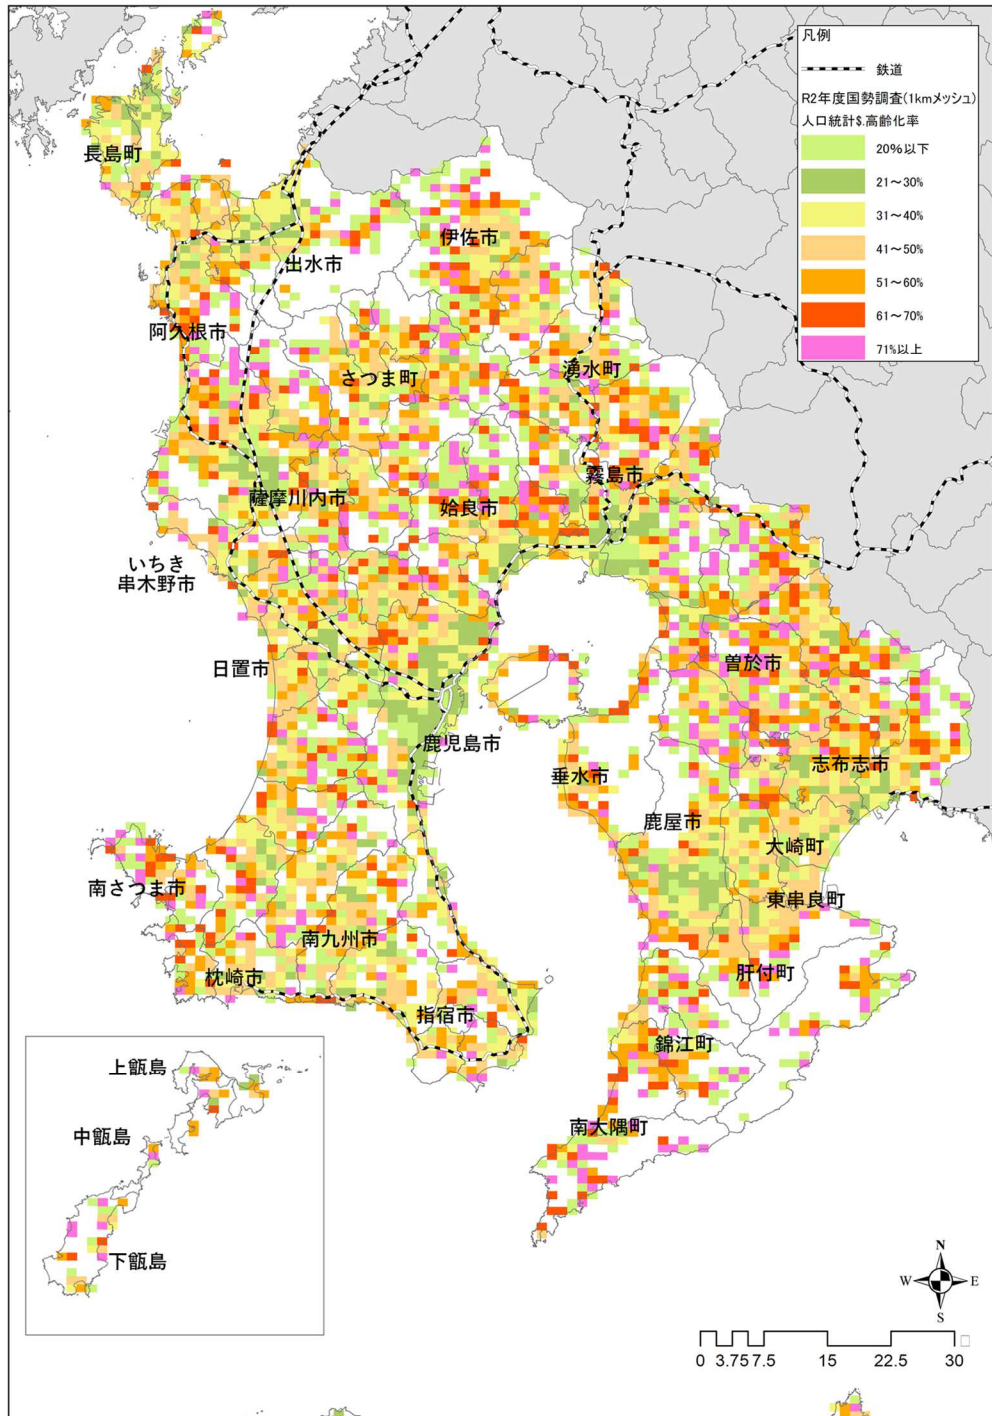 凡例
鉄道
R2年度国勢調査(1kmメッシュ)
人口統計$.高齢化率
20%以下
21～30%
31～40%
41～50%
51～60%
61～70%
71%以上
長島町
伊佐市
出水市
阿久根市
さつま町
湧水町
霧島市
薩摩川内市
姶良市
いちき
串木野市
日置市
曽於市
鹿児島市
志布志市
垂水市
鹿屋市
大崎町
南さつま市
東串良町
南九州市
枕崎市
肝付町
指宿市
錦江町
上甑島
南大隅町
中甑島
下甑島
N
W
E
S
0 3.75 7.5 15 22.5 30